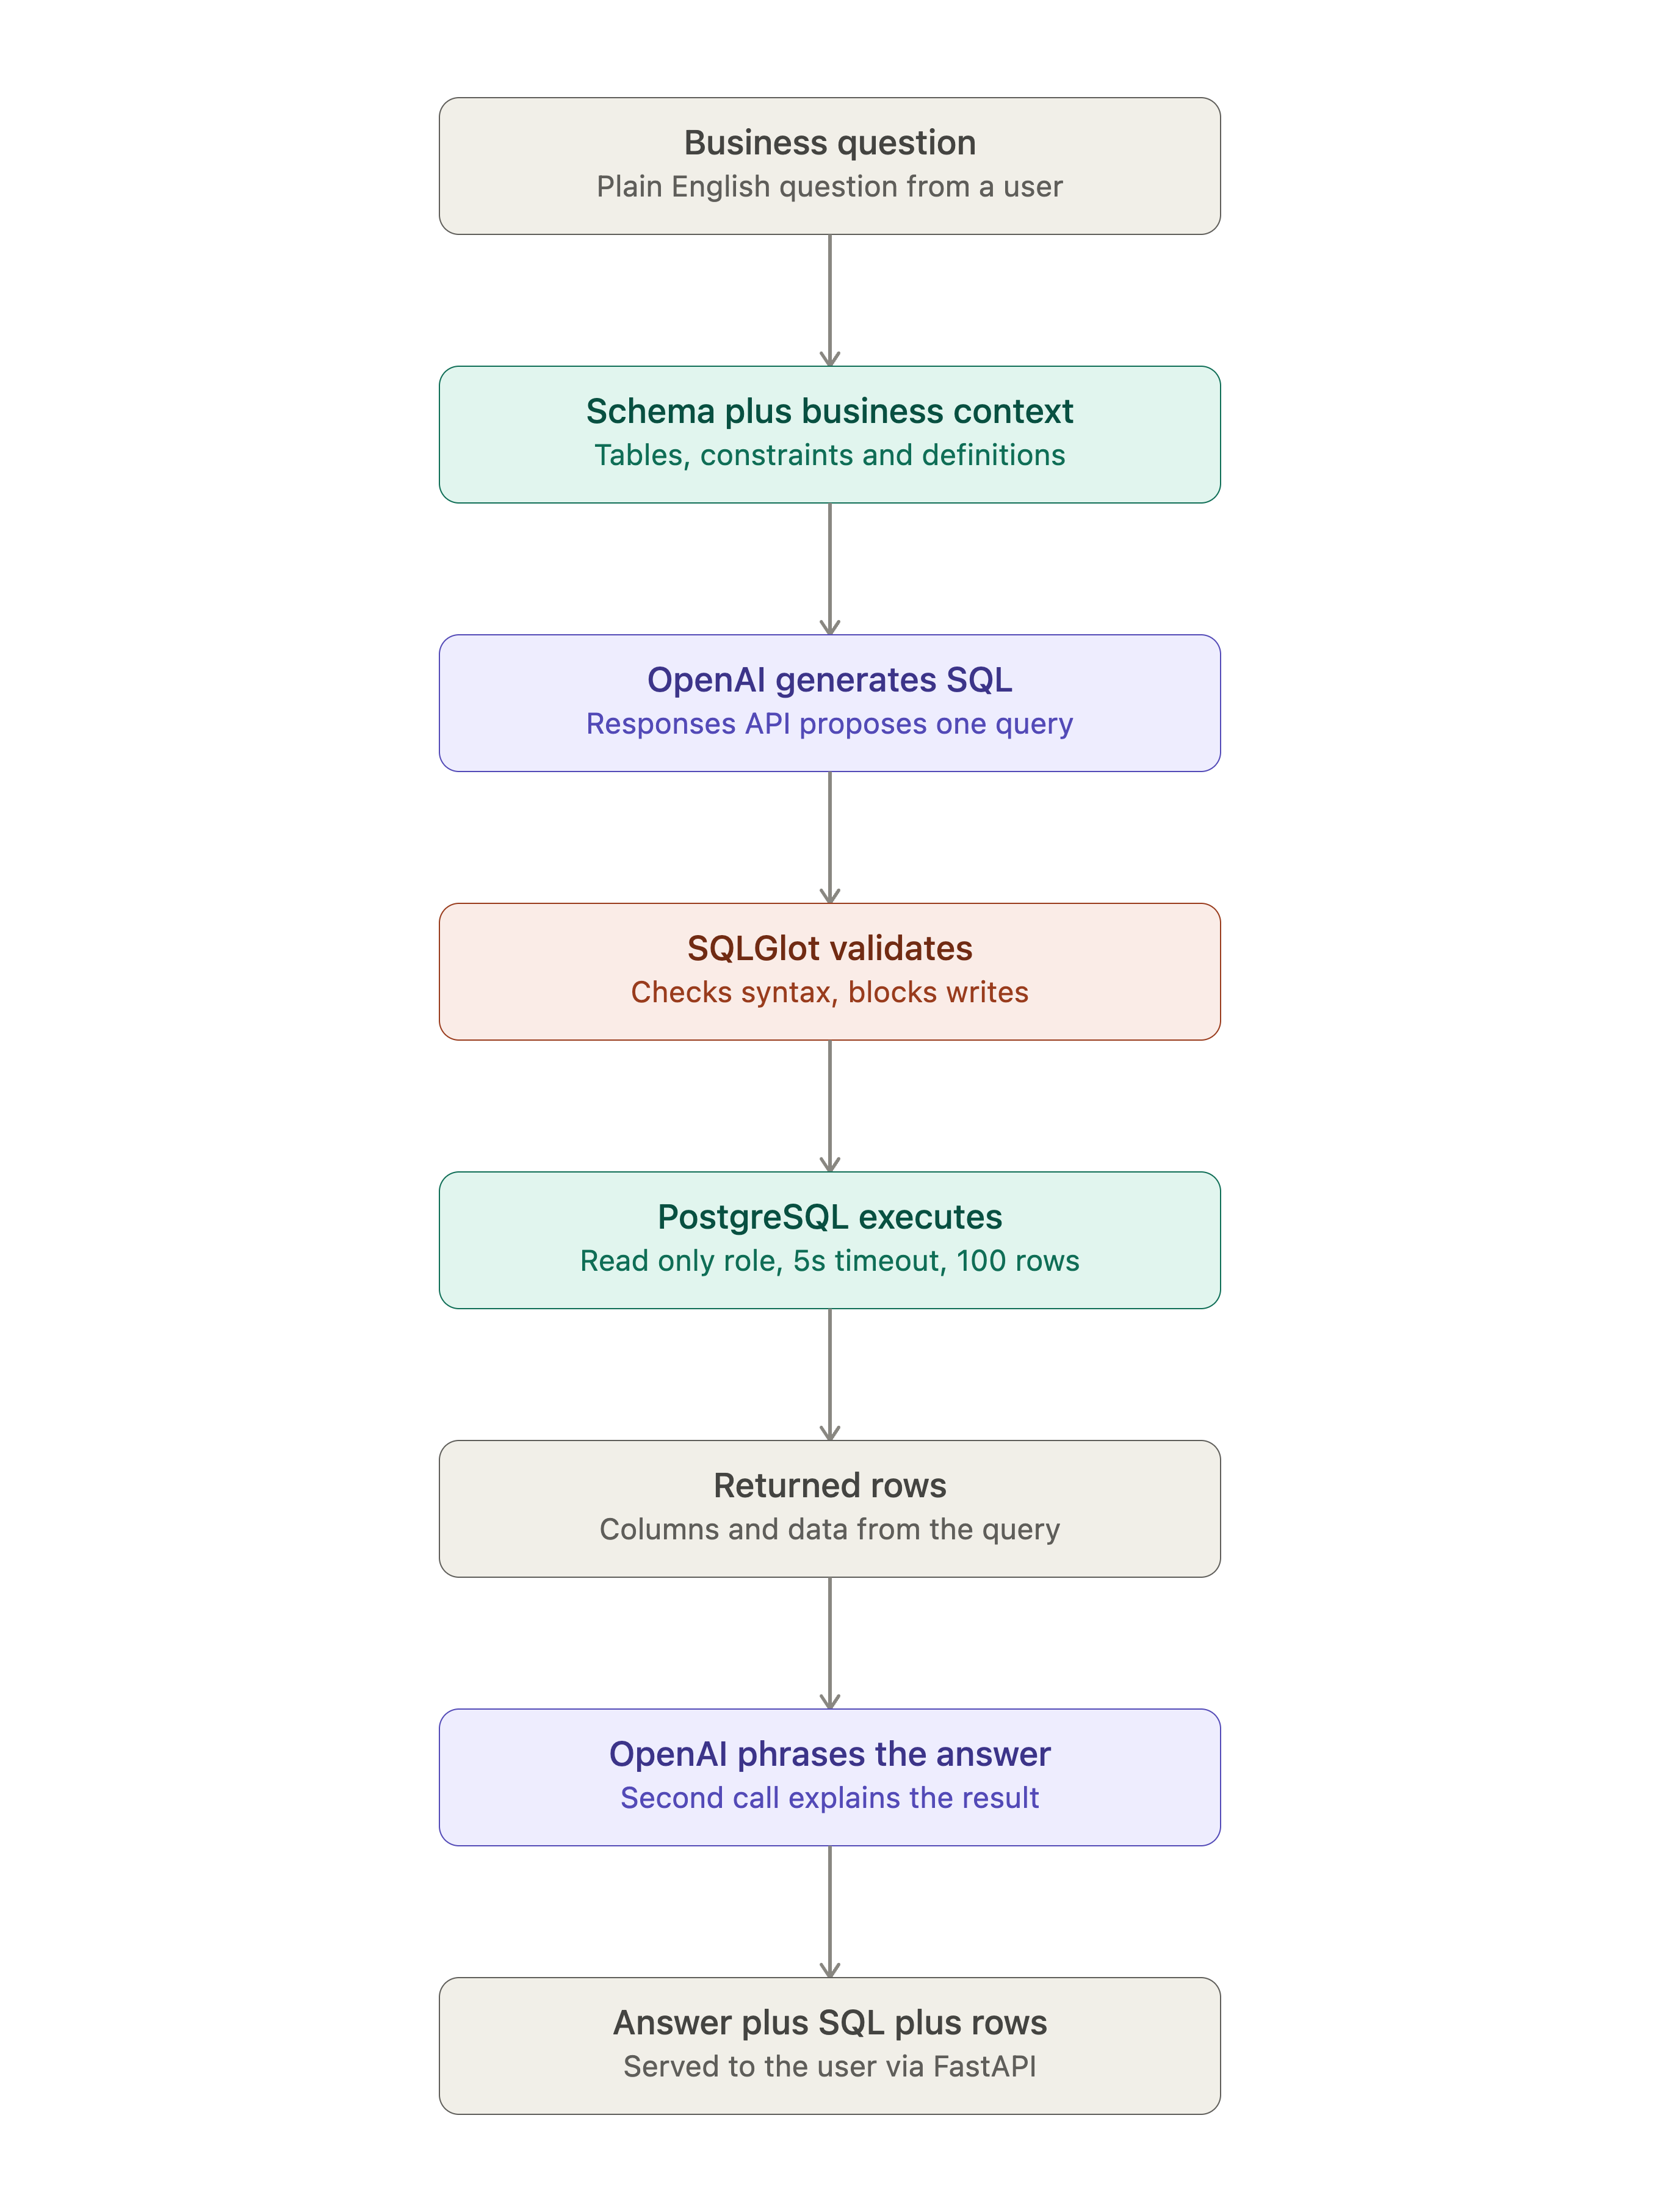 Business question
Plain English question from a user
Schema plus business context
Tables, constraints and definitions
OpenAI generates SQL
Responses API proposes one query
SQLGlot validates
Checks syntax, blocks writes
PostgreSQL executes
Read only role, 5s timeout, 100 rows
Returned rows
Columns and data from the query
OpenAI phrases the answer
Second call explains the result
Answer plus SQL plus rows
Served to the user via FastAPI